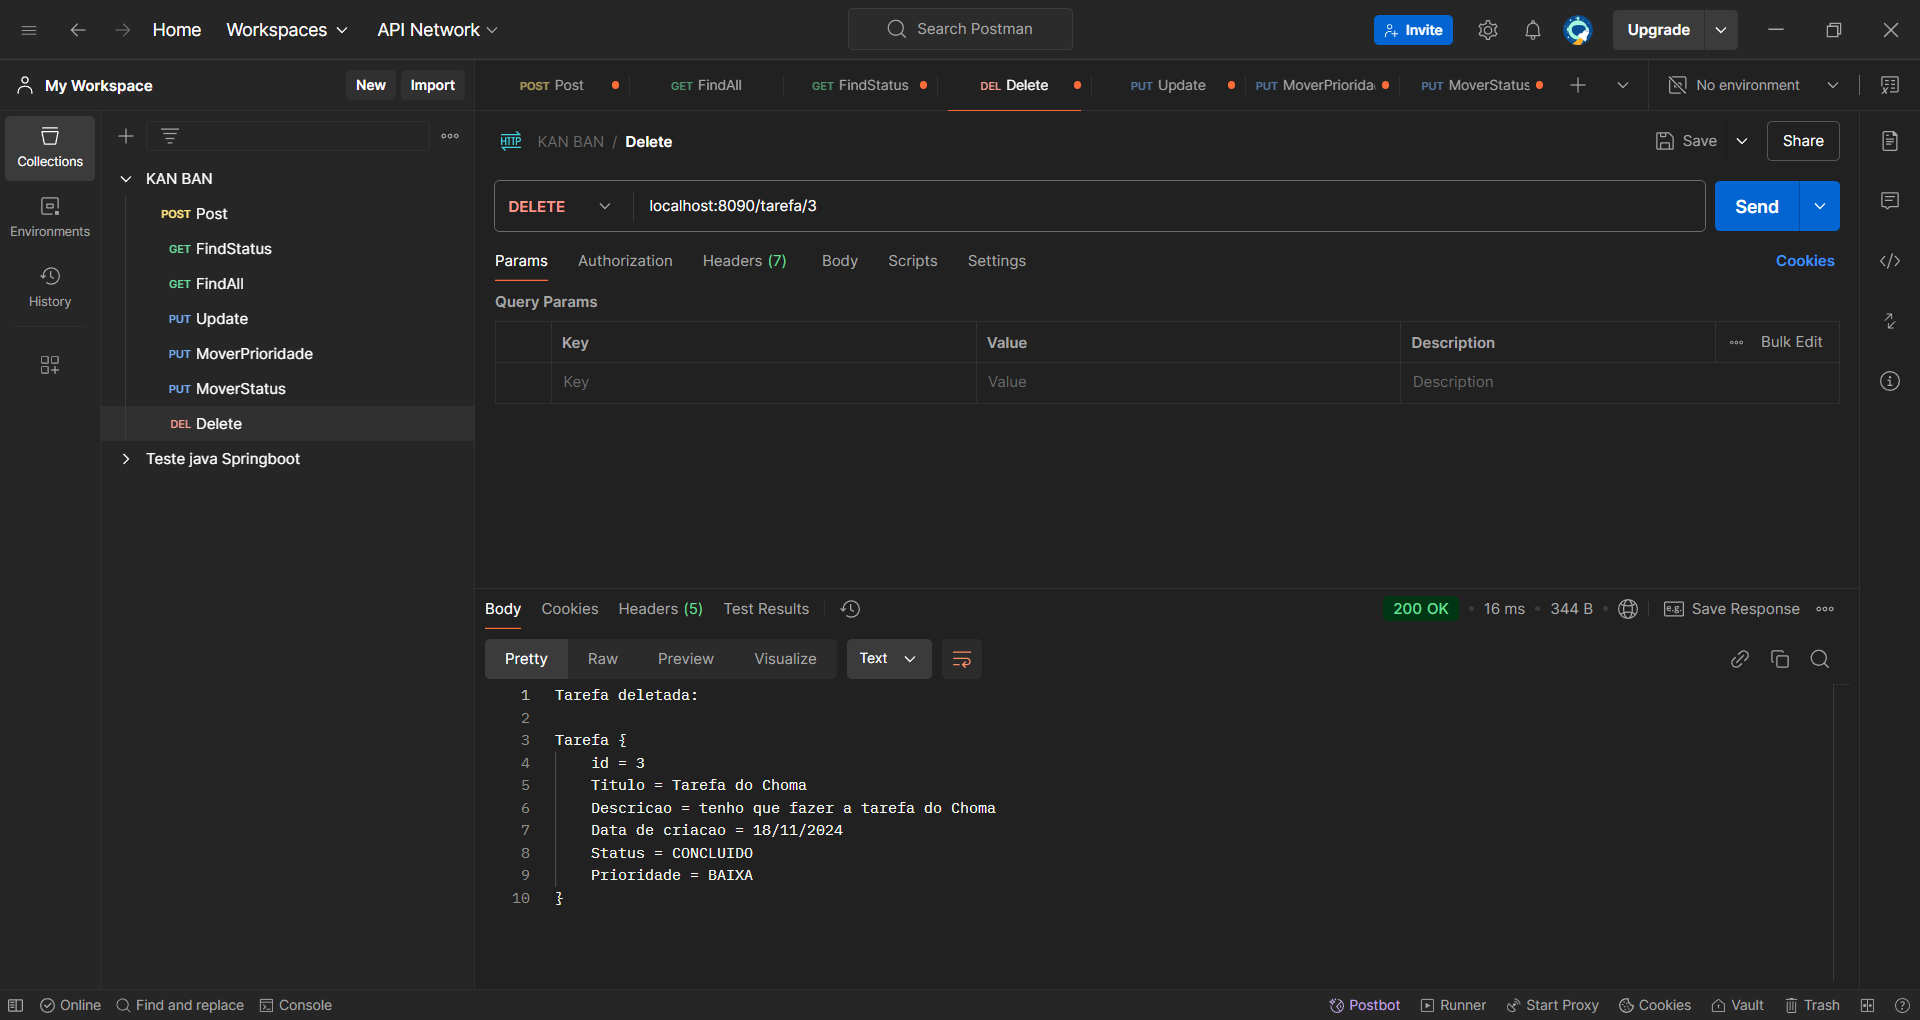 Home
Workspaces
API Network
Search Postman
Invite
Upgrade
My Workspace
New
Import
POST Post
GET FindAll
GET FindStatus
DEL Delete
PUT Update
PUT MoverPriorida
PUT MoverStatus
No environment
Collections
Environments
History
KAN BAN
POST Post
GET FindStatus
GET FindAll
PUT Update
PUT MoverPrioridade
PUT MoverStatus
DEL Delete
Teste java Springboot
HTTP KAN BAN / Delete
Save
Share
DELETE
localhost:8090/tarefa/3
Send
Params
Authorization
Headers (7)
Body
Scripts
Settings
Cookies
Query Params
Key
Value
Description
Bulk Edit
Key
Value
Description
Body
Cookies
Headers (5)
Test Results
200 OK
16 ms
344 B
e.g. Save Response
Pretty
Raw
Preview
Visualize
Text
1 Tarefa deletada:
2
3 Tarefa {
4 id = 3
5 Titulo = Tarefa do Choma
6 Descricao = tenho que fazer a tarefa do Choma
7 Data de criacao = 18/11/2024
8 Status = CONCLUIDO
9 Prioridade = BAIXA
10 }
Online
Find and replace
Console
Postbot
Runner
Start Proxy
Cookies
Vault
Trash